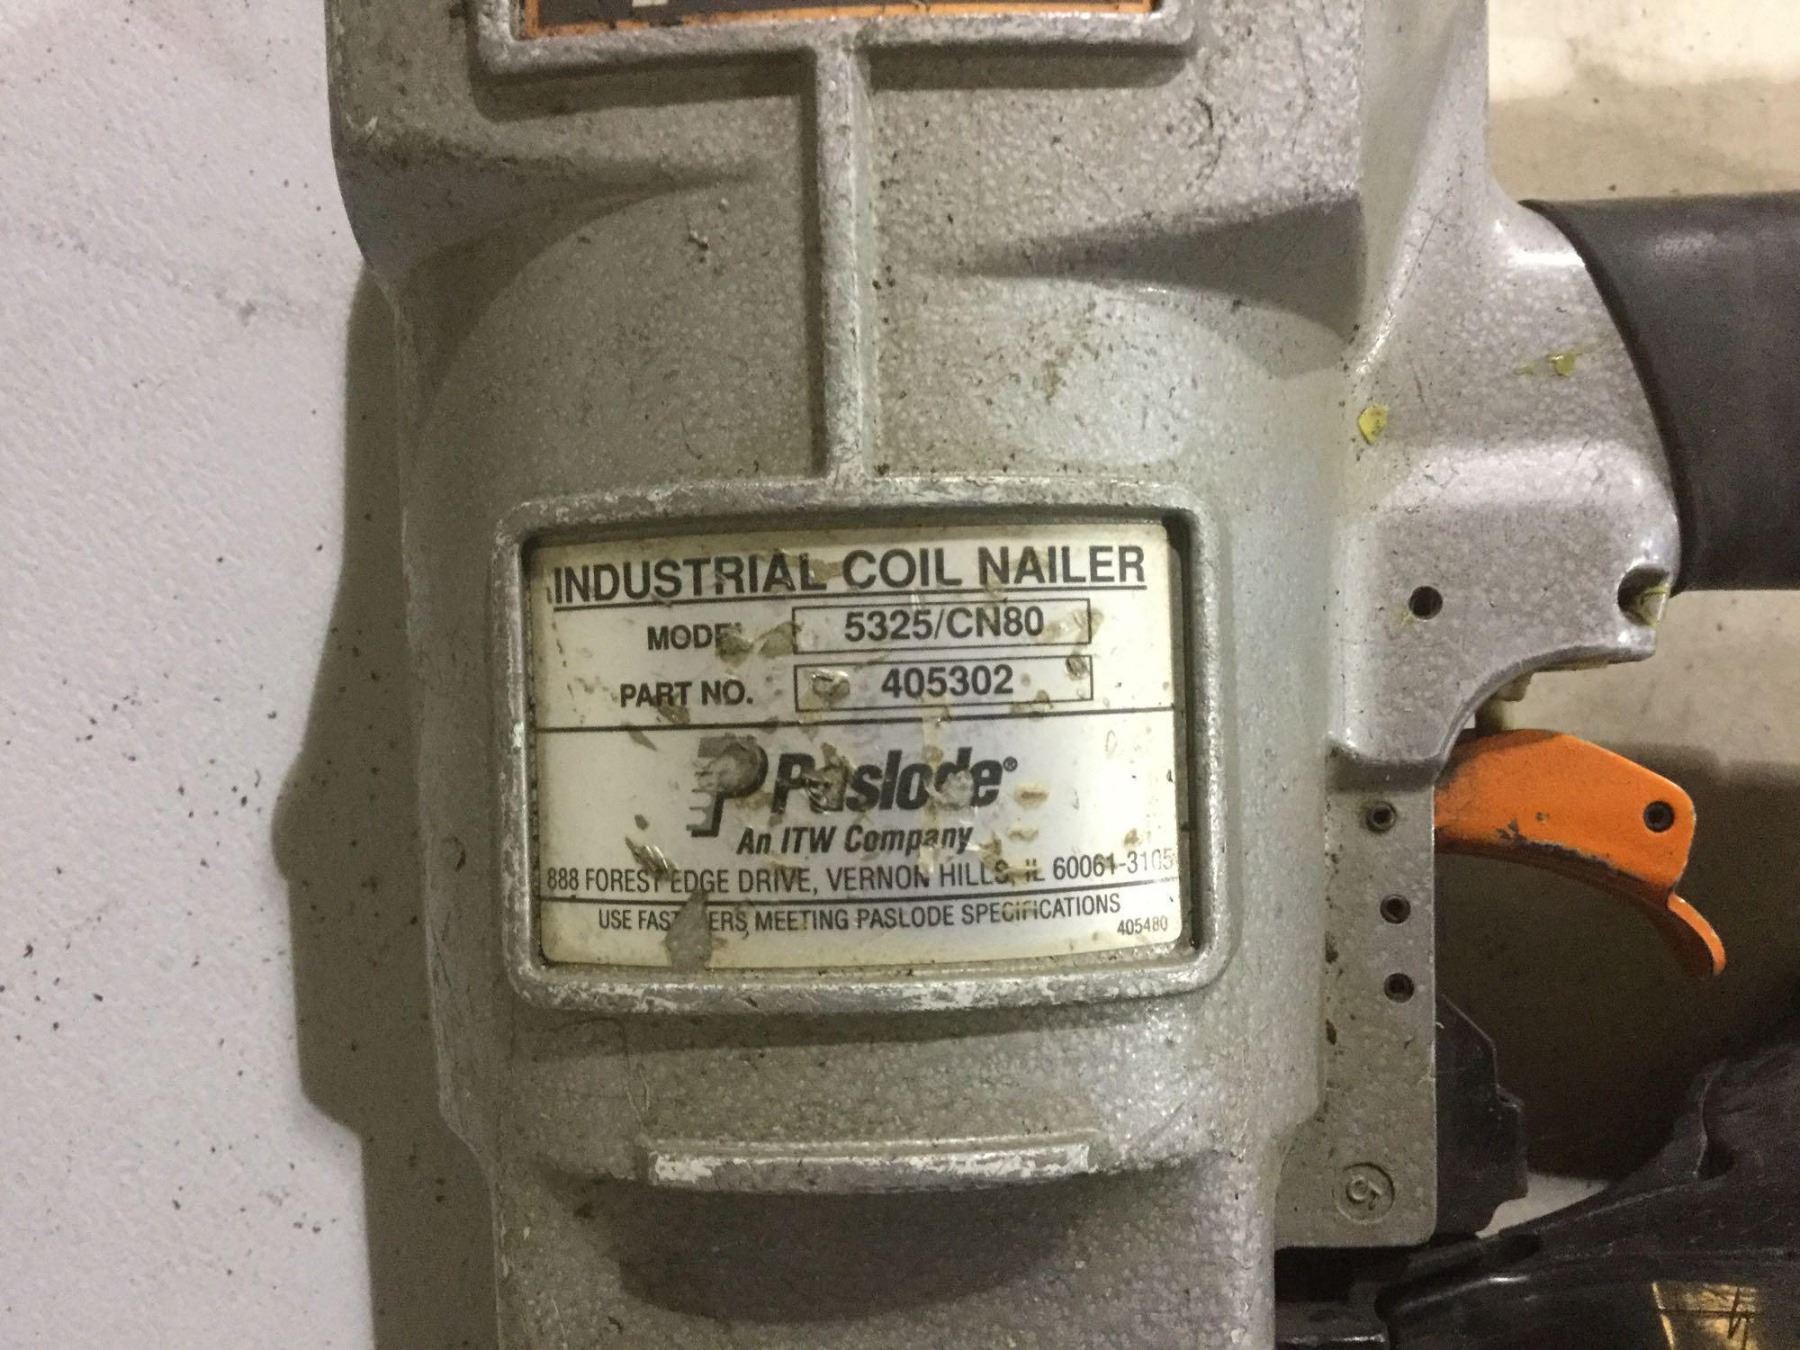 INDUSTRIAL COIL NAILER
MODEL 5325/CN80
PART NO. 405302
Paslode®
An ITW Company
888 FOREST EDGE DRIVE, VERNON HILLS, IL 60061-3105
USE FASTENERS MEETING PASLODE SPECIFICATIONS
405480
5